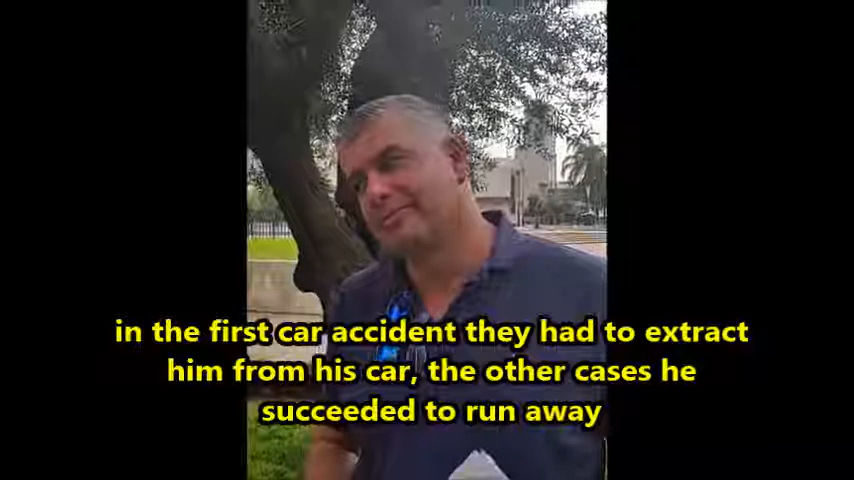 in the first car accident they had to extract
him from his car, the other cases he
succeeded to run away